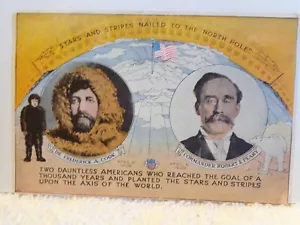 STARS AND STRIPES NAILED TO THE NORTH POLE
DR. FREDERICK A. COOK
COMMANDER ROBERT E. PEARY
TWO DAUNTLESS AMERICANS WHO REACHED THE GOAL OF A
THOUSAND YEARS AND PLANTED THE STARS AND STRIPES
UPON THE AXIS OF THE WORLD.